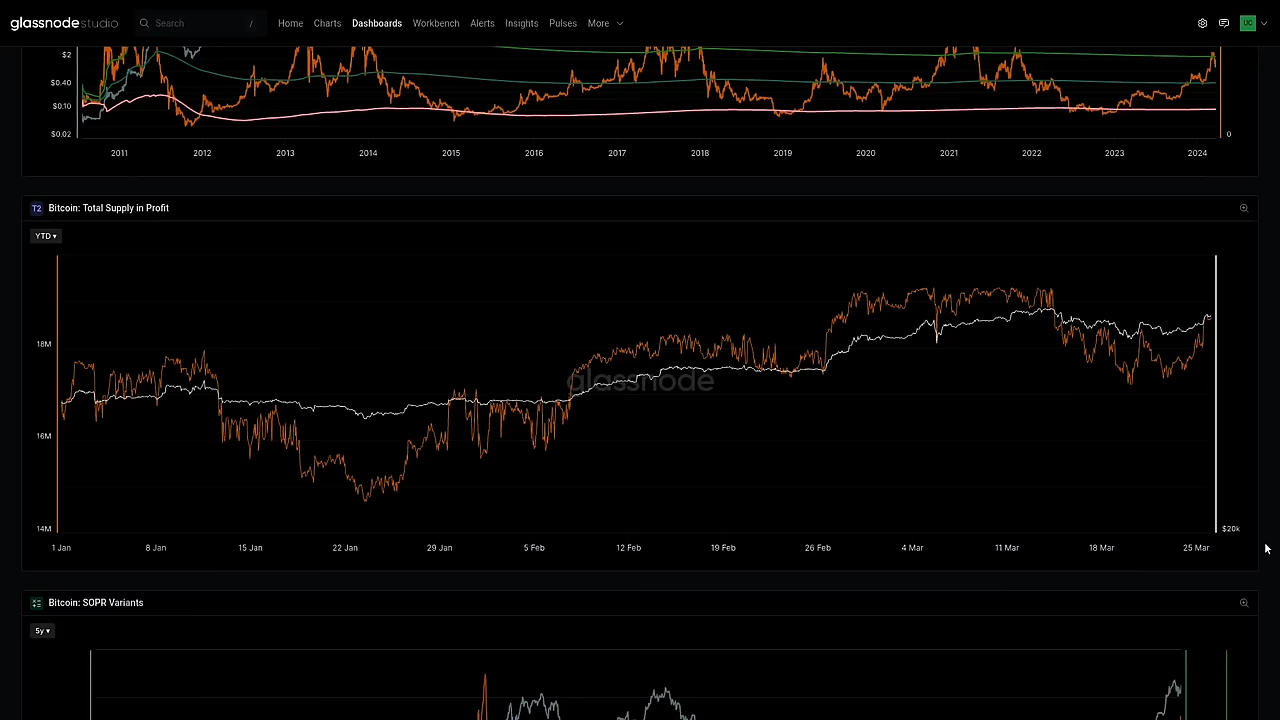 glassnode studio Search / Home Charts Dashboards Workbench Alerts Insights Pulses More UC
$2
$0.40
$0.10
$0.02 0
2011 2012 2013 2014 2015 2016 2017 2018 2019 2020 2021 2022 2023 2024
T2 Bitcoin: Total Supply in Profit
YTD ▾
18M
glassnode
16M
14M $20k
1 Jan 8 Jan 15 Jan 22 Jan 29 Jan 5 Feb 12 Feb 19 Feb 26 Feb 4 Mar 11 Mar 18 Mar 25 Mar
Bitcoin: SOPR Variants
5y ▾